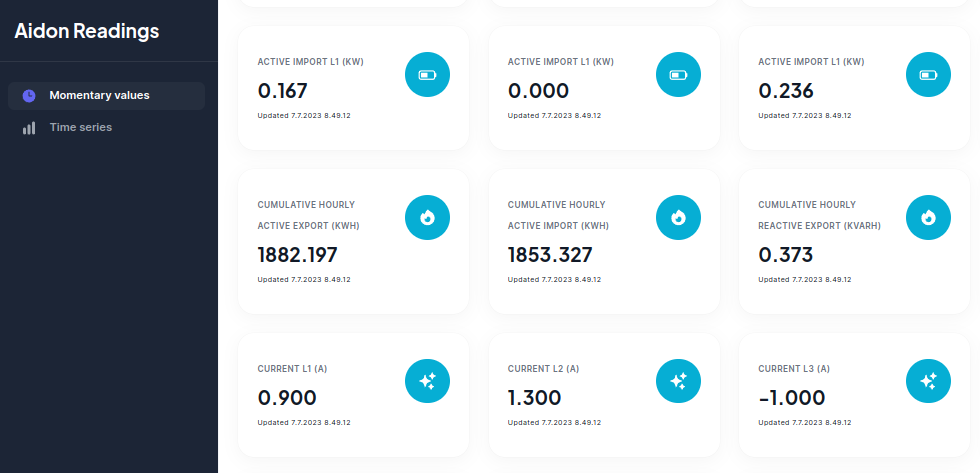 Aidon Readings
Momentary values
Time series
ACTIVE IMPORT L1 (KW)
0.167
Updated 7.7.2023 8.49.12
ACTIVE IMPORT L1 (KW)
0.000
Updated 7.7.2023 8.49.12
ACTIVE IMPORT L1 (KW)
0.236
Updated 7.7.2023 8.49.12
CUMULATIVE HOURLY
ACTIVE EXPORT (KWH)
1882.197
Updated 7.7.2023 8.49.12
CUMULATIVE HOURLY
ACTIVE IMPORT (KWH)
1853.327
Updated 7.7.2023 8.49.12
CUMULATIVE HOURLY
REACTIVE EXPORT (KVARH)
0.373
Updated 7.7.2023 8.49.12
CURRENT L1 (A)
0.900
Updated 7.7.2023 8.49.12
CURRENT L2 (A)
1.300
Updated 7.7.2023 8.49.12
CURRENT L3 (A)
-1.000
Updated 7.7.2023 8.49.12